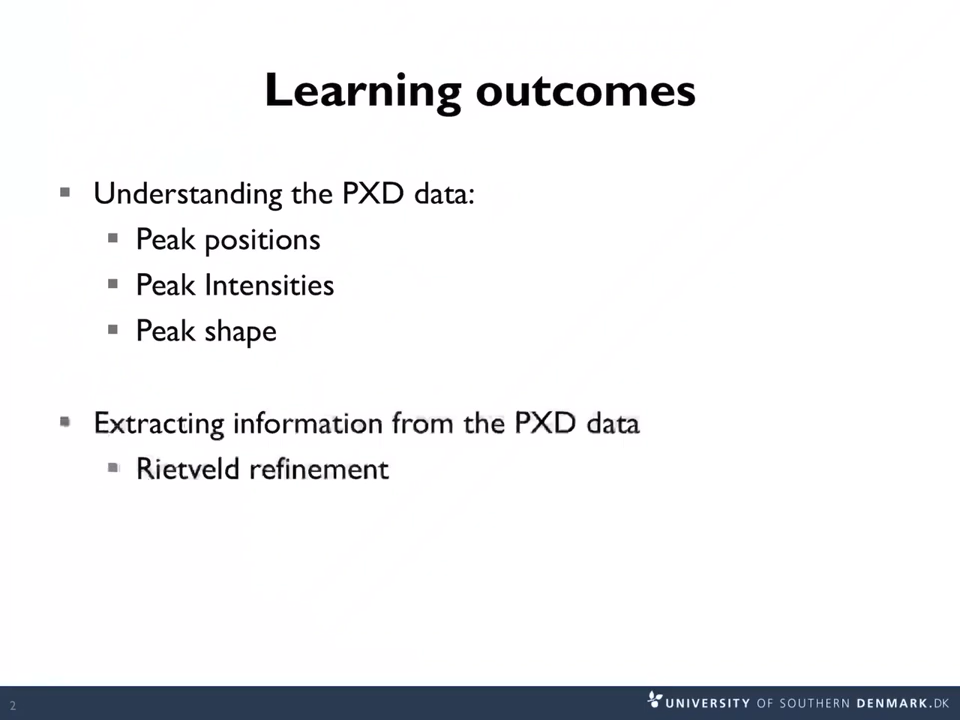 Learning outcomes
▪ Understanding the PXD data:
▪ Peak positions
▪ Peak Intensities
▪ Peak shape
▪ Extracting information from the PXD data
▪ Rietveld refinement
2
UNIVERSITY OF SOUTHERN DENMARK.DK